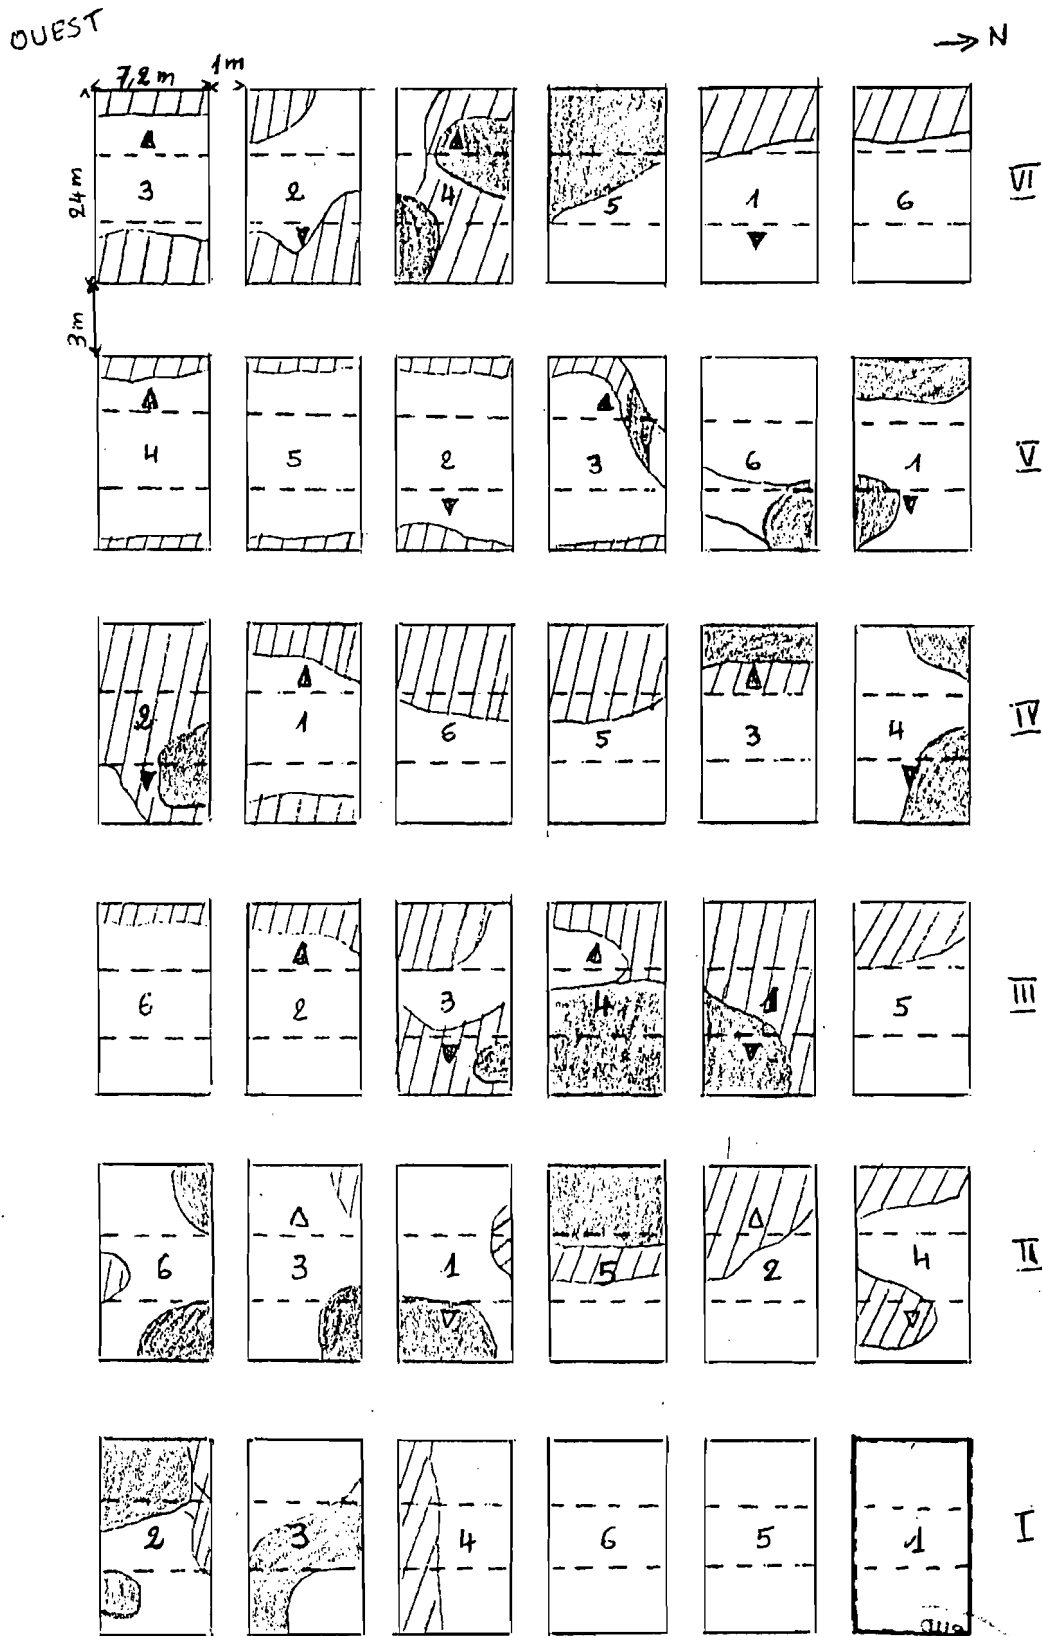 OUEST
→ N
7,2 m 1 m
24 m
3 2 4 5 1 6 VI
3 m
4 5 2 3 6 1 V
2 1 6 5 3 4 IV
6 2 3 4 1 5 III
6 3 1 5 2 4 II
2 3 4 6 5 1 I